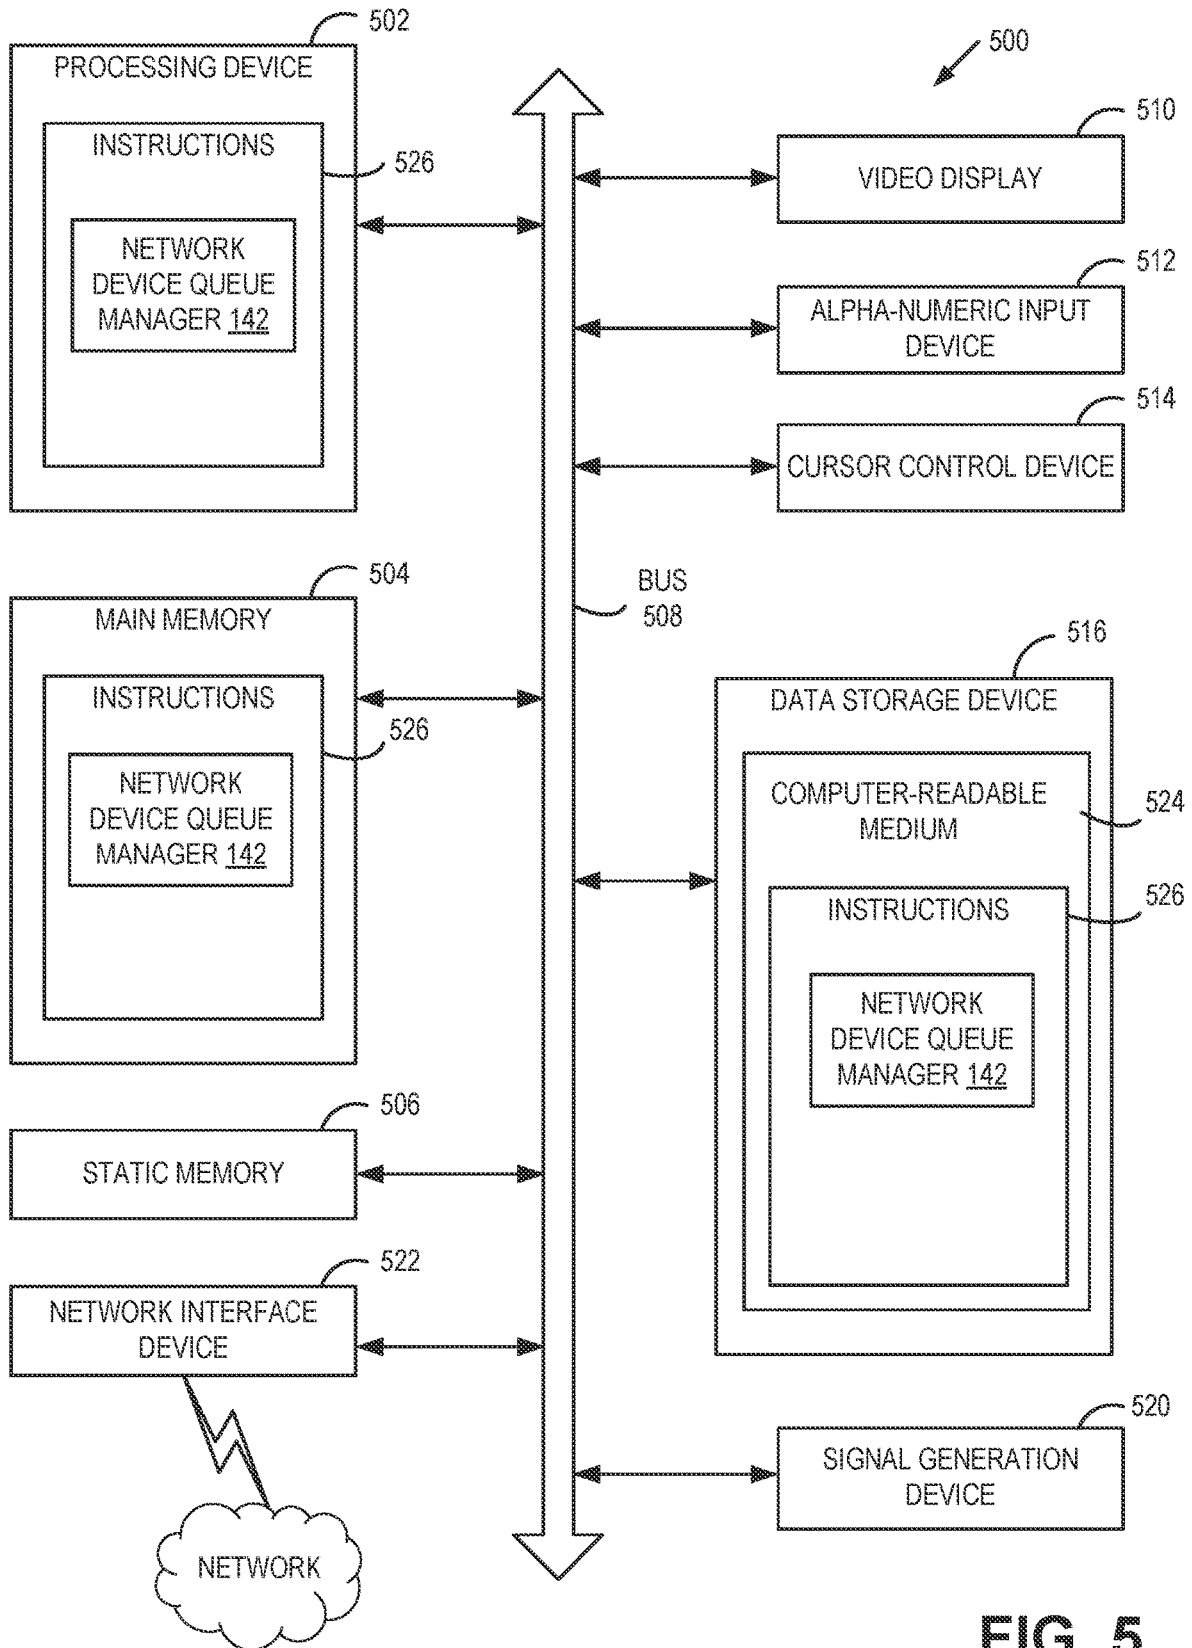 502
PROCESSING DEVICE
INSTRUCTIONS
526
NETWORK
DEVICE QUEUE
MANAGER 142
500
510
VIDEO DISPLAY
512
ALPHA-NUMERIC INPUT
DEVICE
514
CURSOR CONTROL DEVICE
504
MAIN MEMORY
INSTRUCTIONS
526
NETWORK
DEVICE QUEUE
MANAGER 142
BUS
508
516
DATA STORAGE DEVICE
COMPUTER-READABLE
MEDIUM
524
INSTRUCTIONS
526
NETWORK
DEVICE QUEUE
MANAGER 142
506
STATIC MEMORY
522
NETWORK INTERFACE
DEVICE
NETWORK
520
SIGNAL GENERATION
DEVICE
FIG. 5